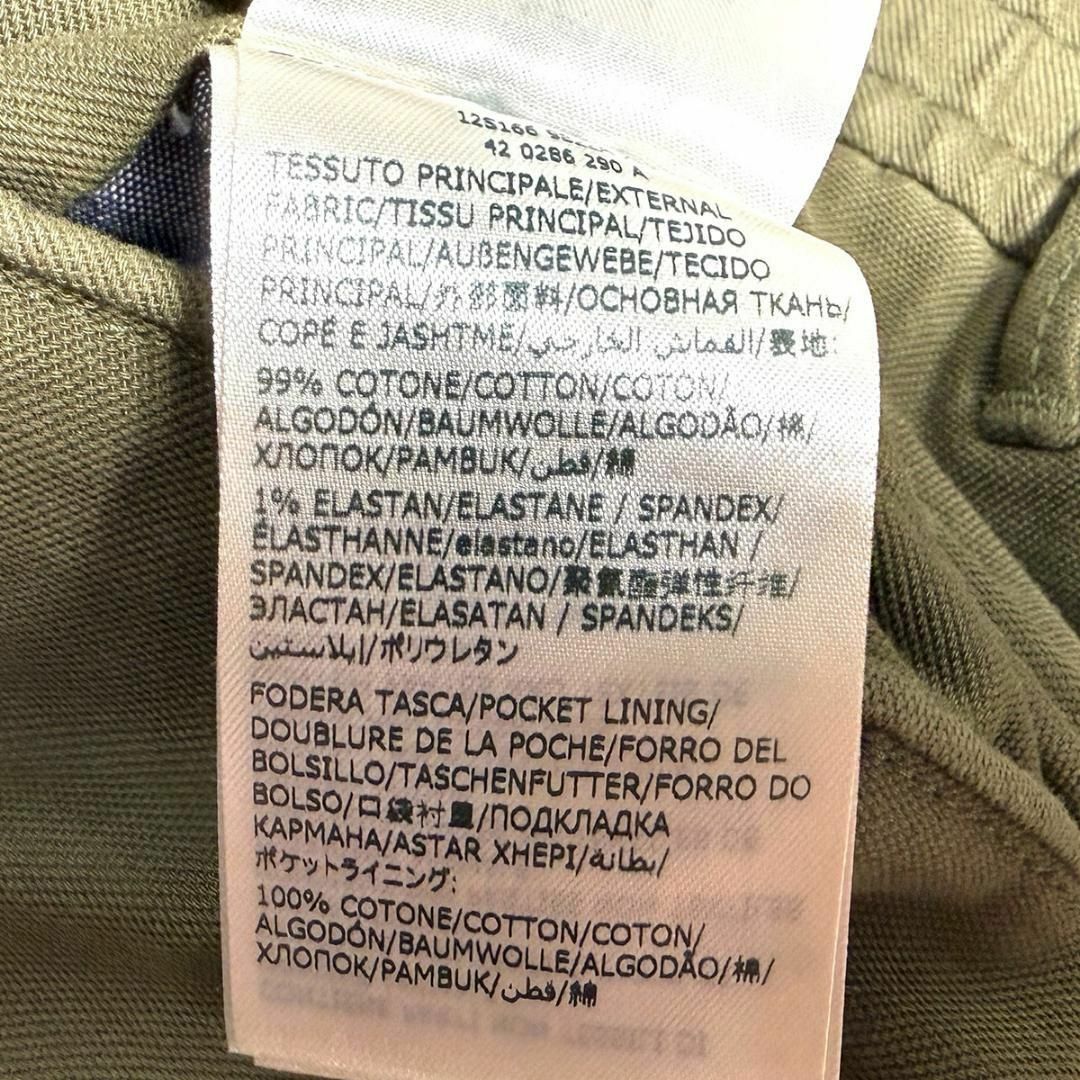 125166
42 0286 290 A
TESSUTO PRINCIPALE/EXTERNAL
FABRIC/TISSU PRINCIPAL/TEJIDO
PRINCIPAL/AUßENGEWEBE/TECIDO
PRINCIPAL/外部面料/ОСНОВНАЯ ТКАНЬ/
COPË E JASHTME/القماش الخارجي/表地:
99% COTONE/COTTON/COTON/
ALGODÓN/BAUMWOLLE/ALGODÃO/棉/
ХЛОПОК/PAMBUK/قطن/綿
1% ELASTAN/ELASTANE / SPANDEX/
ÉLASTHANNE/elastano/ELASTHAN /
SPANDEX/ELASTANO/聚氨酯弹性纤维/
ЭЛАСТАН/ELASATAN / SPANDEKS/
إيلاستين/ポリウレタン
FODERA TASCA/POCKET LINING/
DOUBLURE DE LA POCHE/FORRO DEL
BOLSILLO/TASCHENFUTTER/FORRO DO
BOLSO/口袋衬里/ПОДКЛАДКА
КАРМАНА/ASTAR XHEPI/بطانة/
ポケットライニング:
100% COTONE/COTTON/COTON/
ALGODÓN/BAUMWOLLE/ALGODÃO/棉/
ХЛОПОК/PAMBUK/قطن/綿